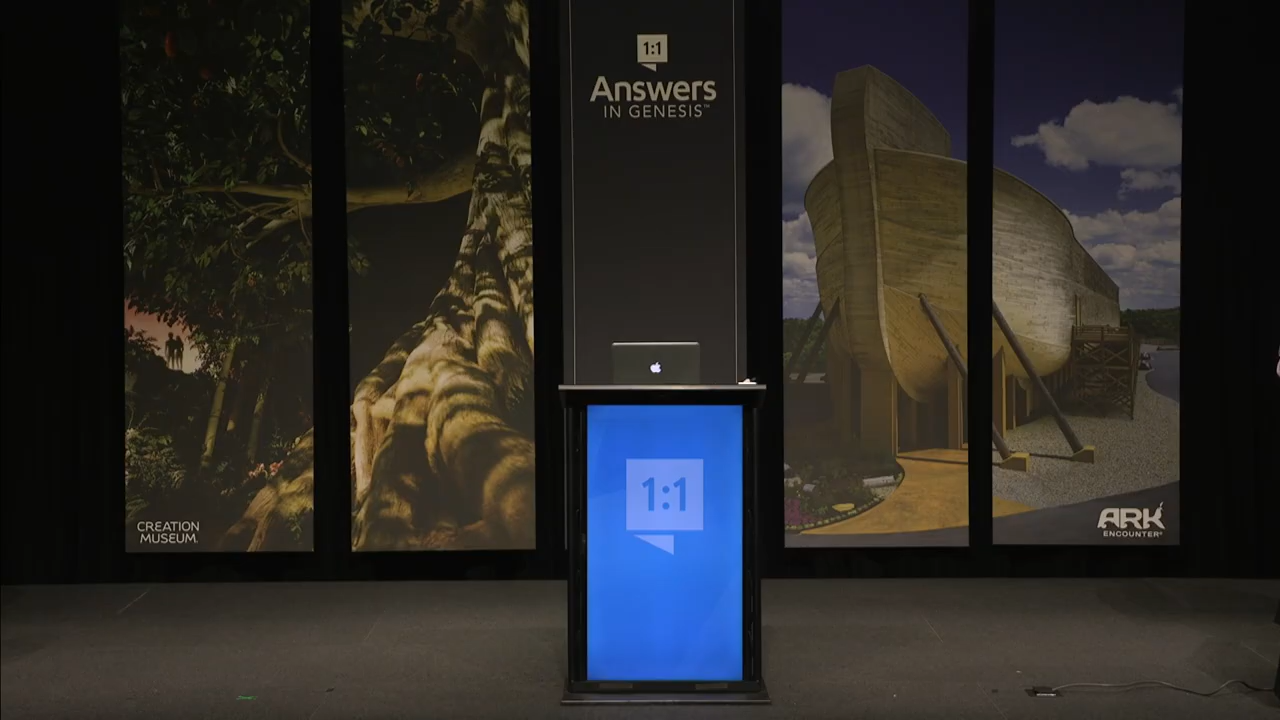 1:1
Answers
IN GENESIS™
1:1
CREATION
MUSEUM.
ARK
ENCOUNTER®